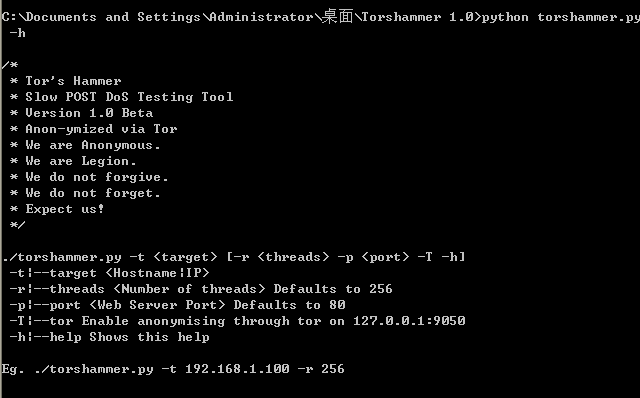 C:\Documents and Settings\Administrator\桌面\Torshammer 1.0>python torshammer.py
 -h
/*
 * Tor's Hammer
 * Slow POST DoS Testing Tool
 * Version 1.0 Beta
 * Anon-ymized via Tor
 * We are Anonymous.
 * We are Legion.
 * We do not forgive.
 * We do not forget.
 * Expect us!
 */
./torshammer.py -t <target> [-r <threads> -p <port> -T -h]
 -t|--target <Hostname|IP>
 -r|--threads <Number of threads> Defaults to 256
 -p|--port <Web Server Port> Defaults to 80
 -T|--tor Enable anonymising through tor on 127.0.0.1:9050
 -h|--help Shows this help
Eg. ./torshammer.py -t 192.168.1.100 -r 256